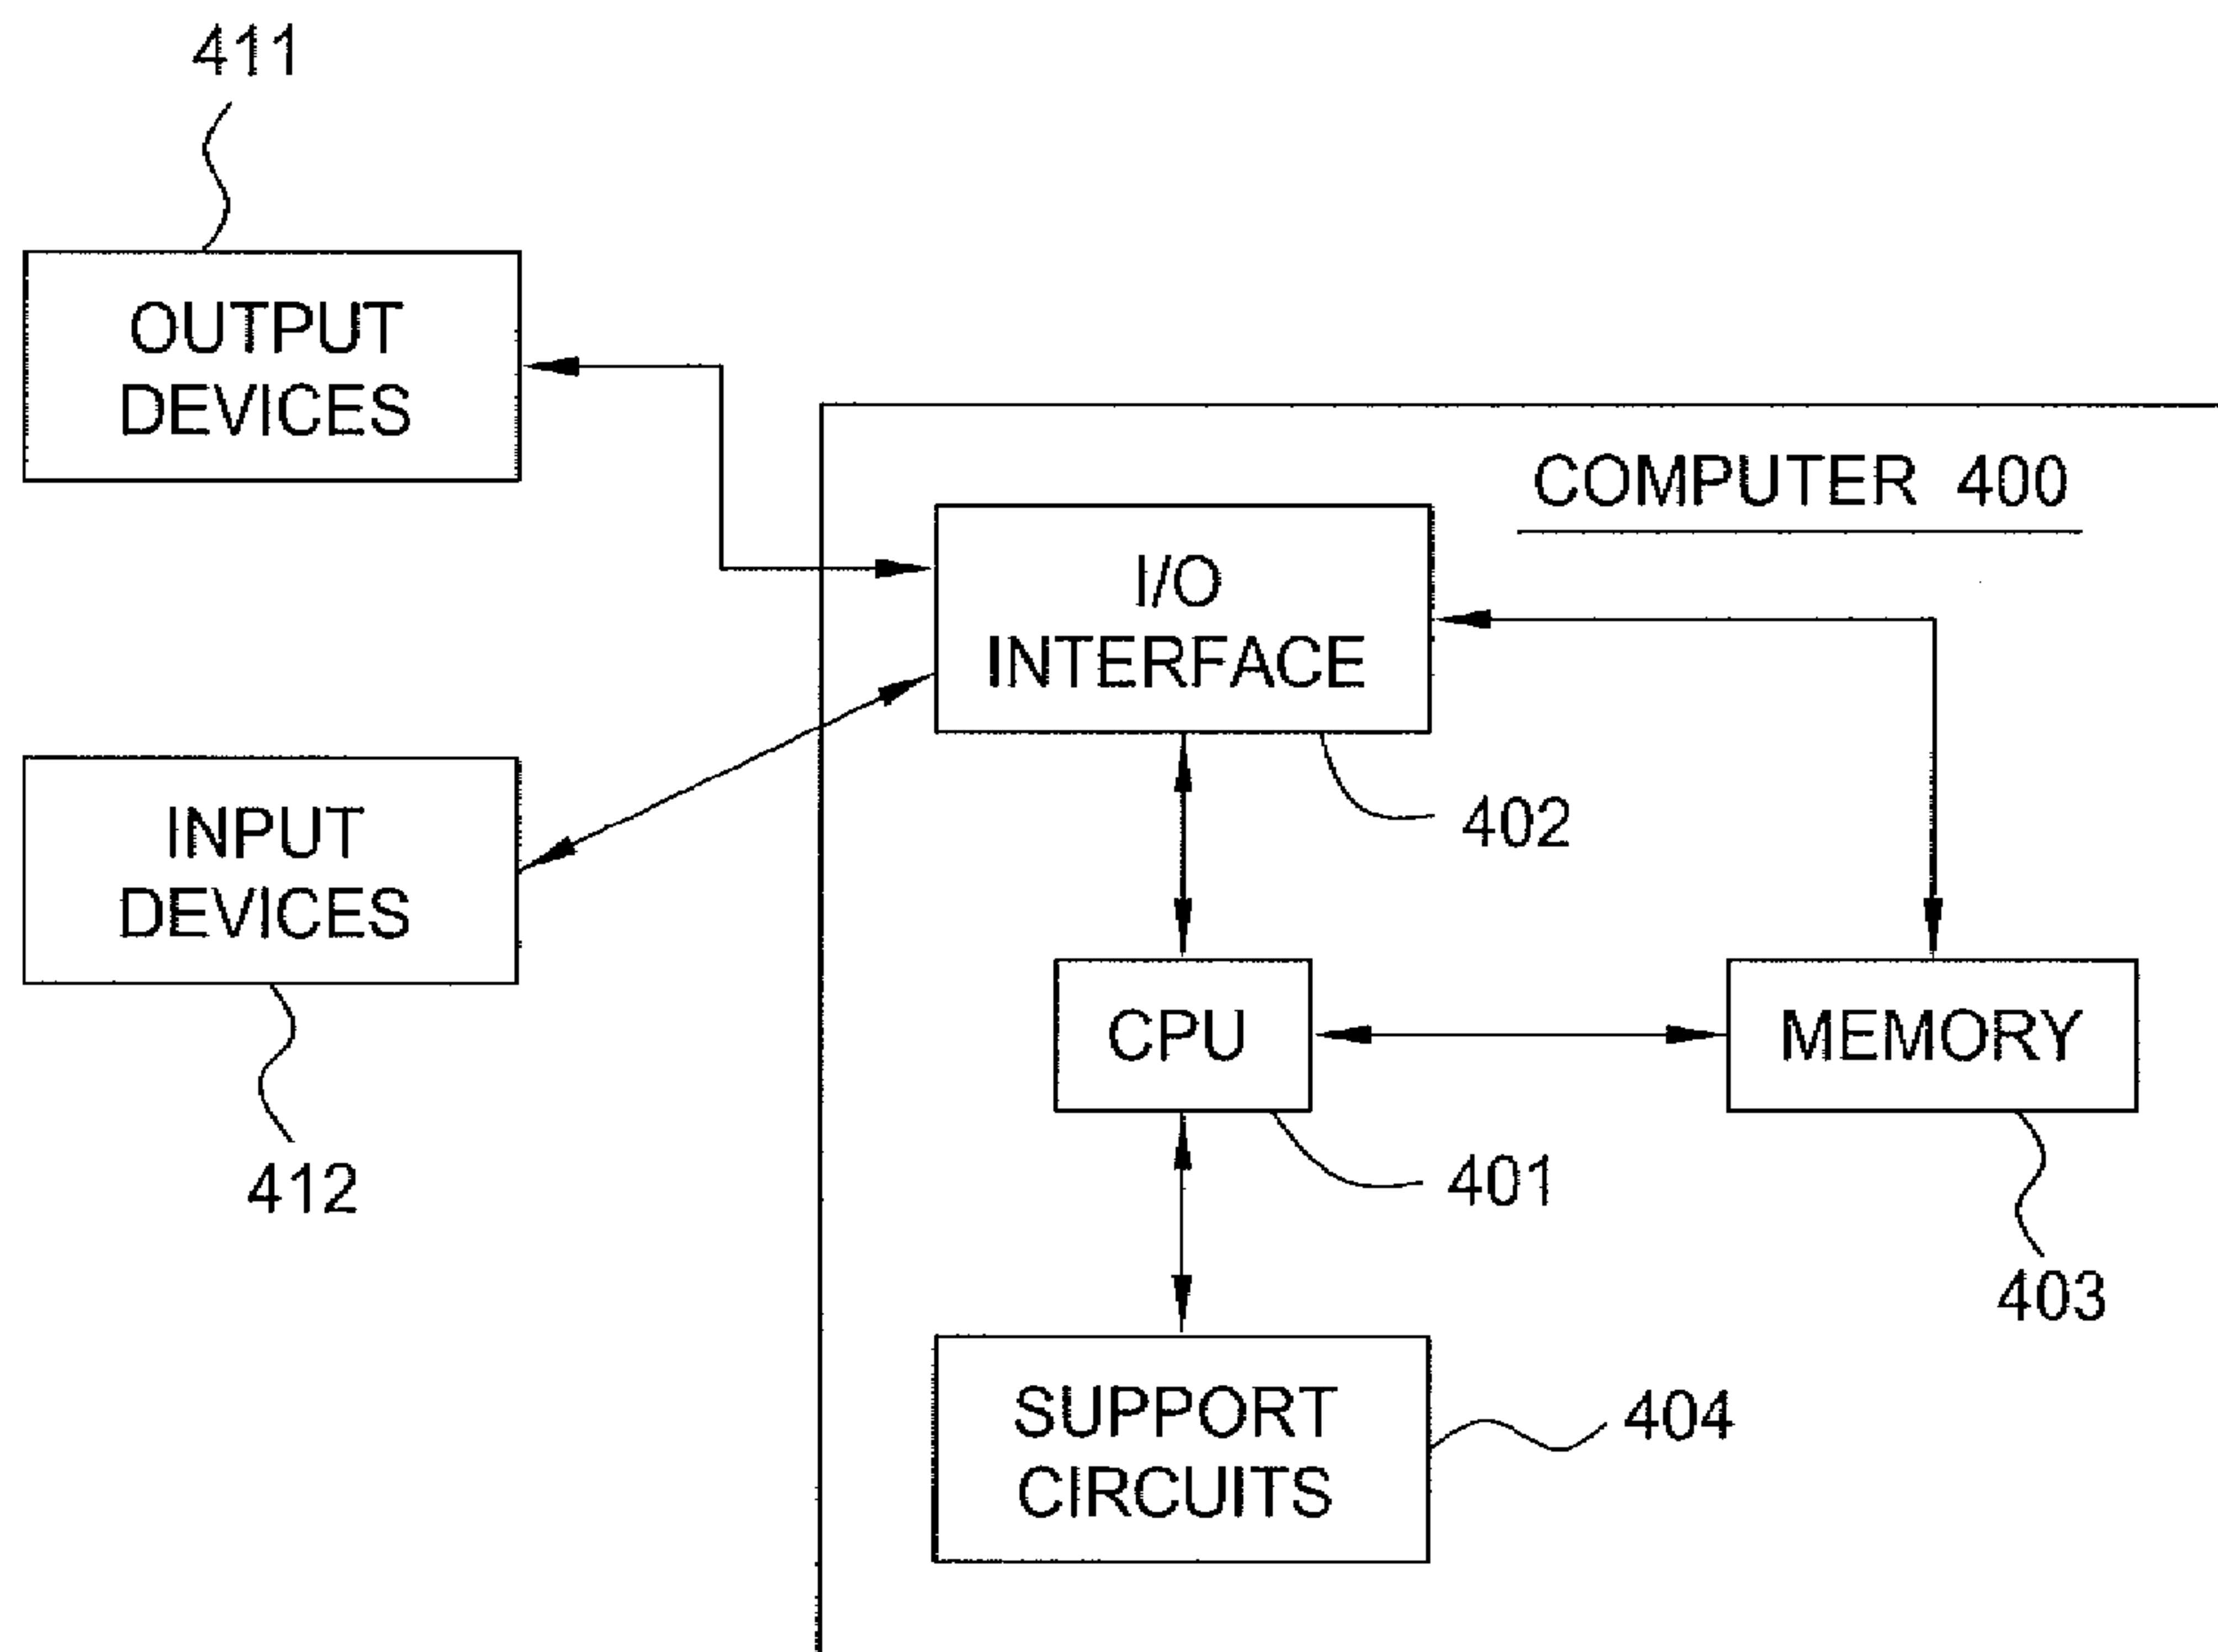 411
OUTPUT
DEVICES
COMPUTER 400
I/O
INTERFACE
402
INPUT
DEVICES
412
CPU
401
MEMORY
403
SUPPORT
CIRCUITS
404